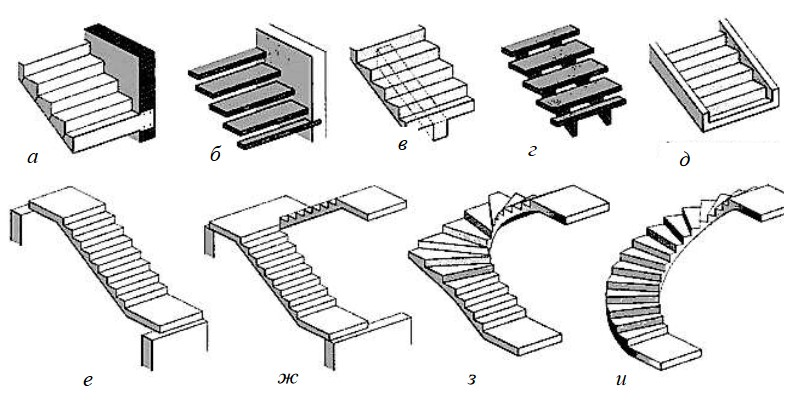 а б в г д
е ж з и